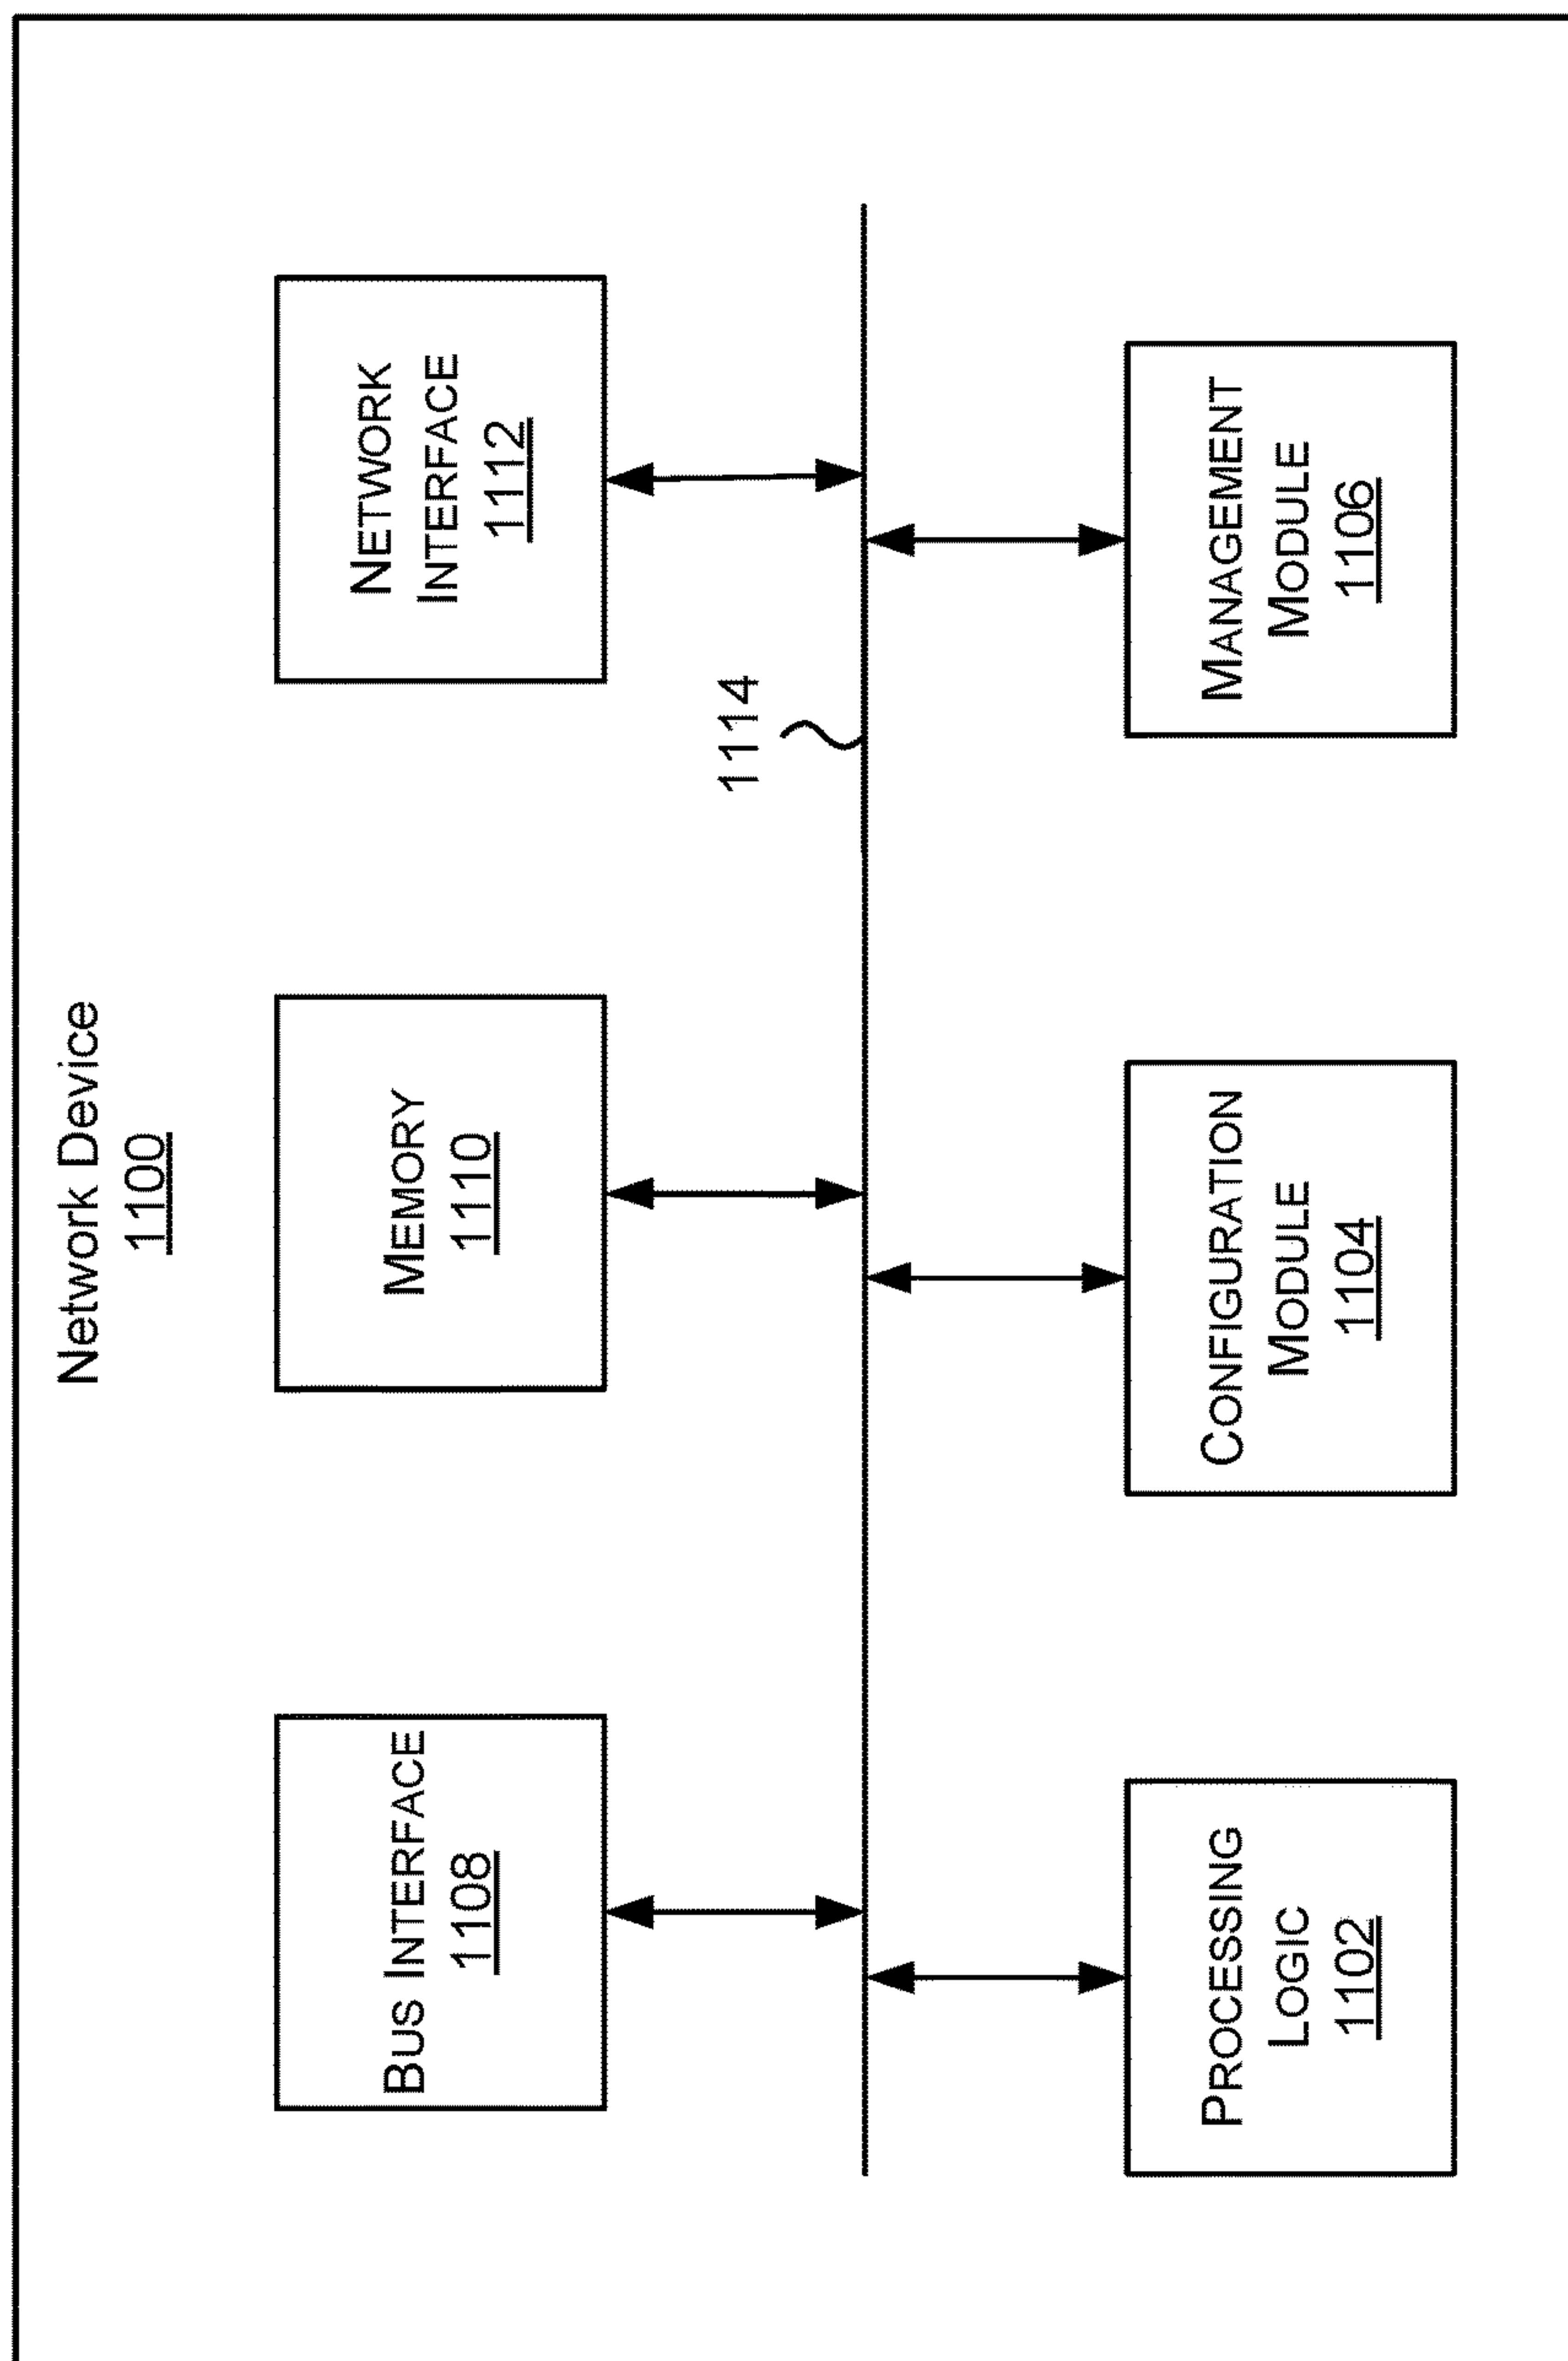 Network Device
1100
BUS INTERFACE
1108
MEMORY
1110
NETWORK
INTERFACE
1112
1114
PROCESSING
LOGIC
1102
CONFIGURATION
MODULE
1104
MANAGEMENT
MODULE
1106